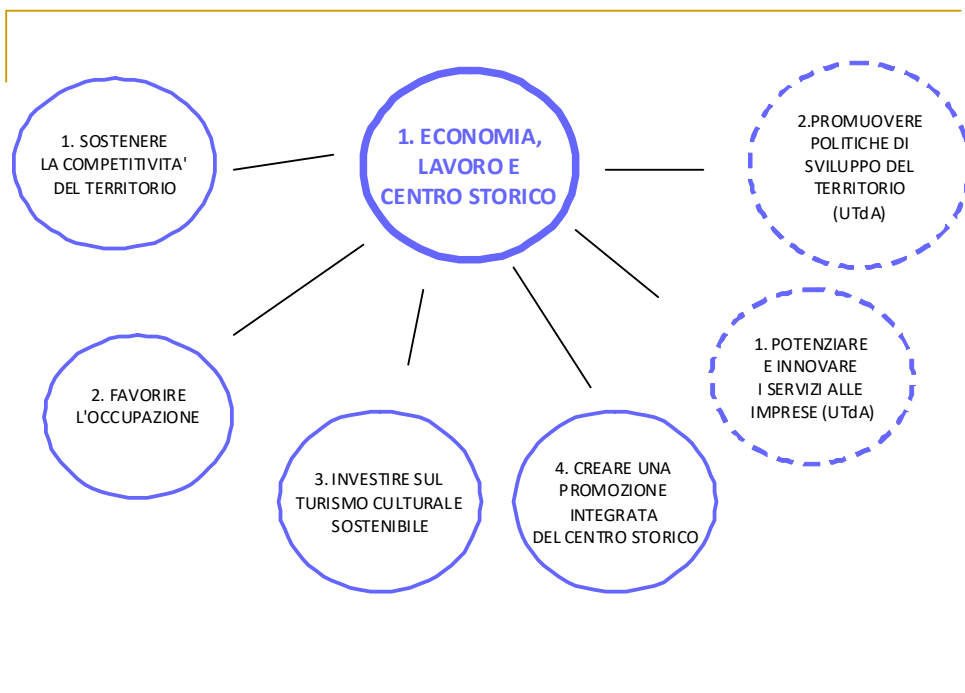 1. ECONOMIA,
LAVORO E
CENTRO STORICO
1. SOSTENERE
LA COMPETITIVITA'
DEL TERRITORIO
2. FAVORIRE
L'OCCUPAZIONE
3. INVESTIRE SUL
TURISMO CULTURALE
SOSTENIBILE
4. CREARE UNA
PROMOZIONE
INTEGRATA
DEL CENTRO STORICO
1. POTENZIARE
E INNOVARE
I SERVIZI ALLE
IMPRESE (UTdA)
2.PROMUOVERE
POLITICHE DI
SVILUPPO DEL
TERRITORIO
(UTdA)